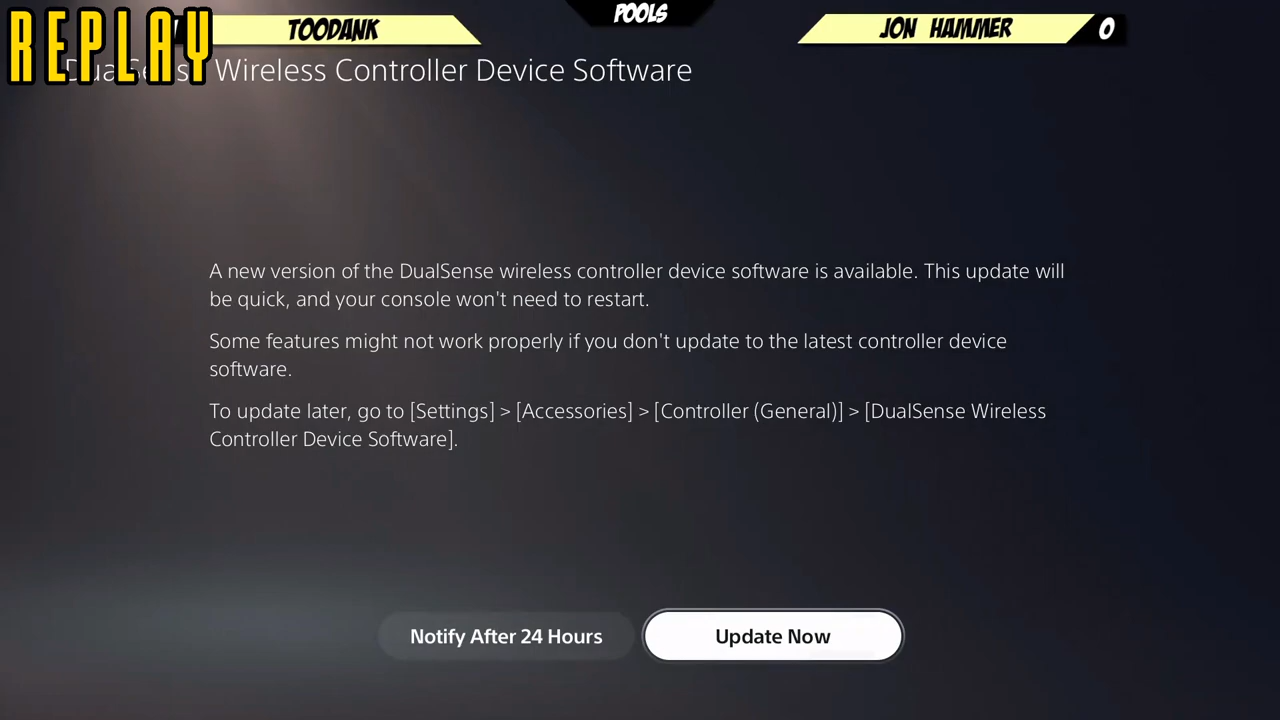 REPLAY
TOODANK
POOLS
JON HAMMER 0
Wireless Controller Device Software
A new version of the DualSense wireless controller device software is available. This update will
be quick, and your console won't need to restart.
Some features might not work properly if you don't update to the latest controller device
software.
To update later, go to [Settings] > [Accessories] > [Controller (General)] > [DualSense Wireless
Controller Device Software].
Notify After 24 Hours
Update Now